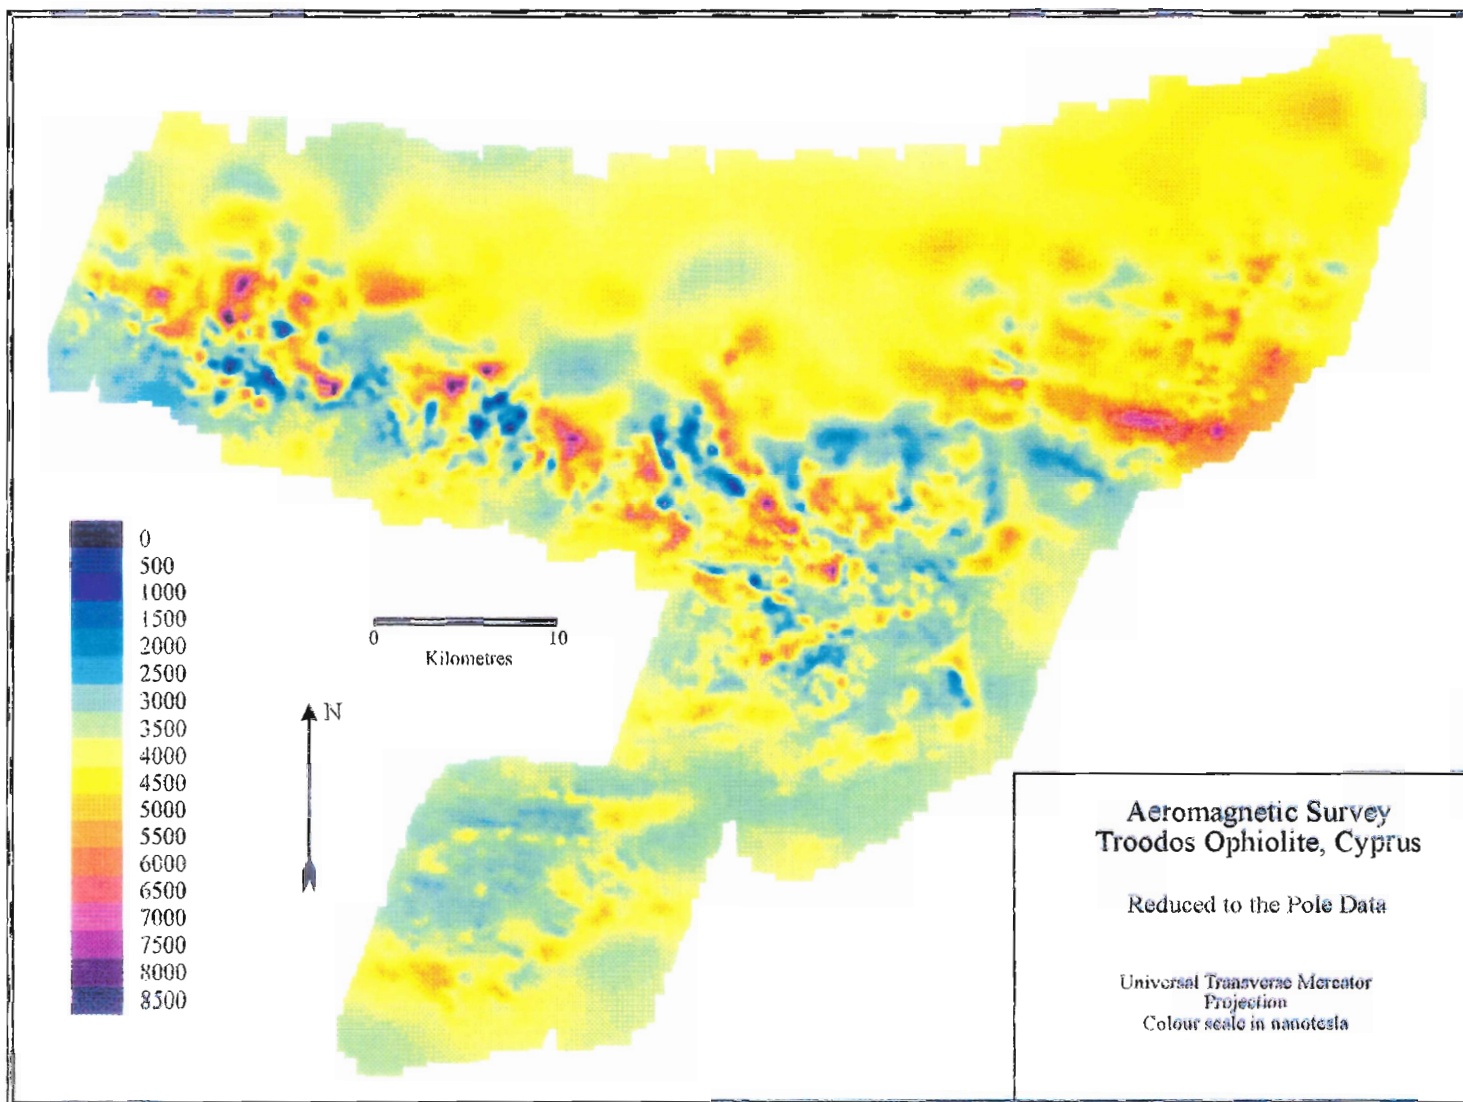 0
500
1000
1500
2000
2500
3000
3500
4000
4500
5000
5500
6000
6500
7000
7500
8000
8500
0 10
Kilometres
N
Aeromagnetic Survey
Troodos Ophiolite, Cyprus
Reduced to the Pole Data
Universal Transverse Mercator
Projection
Colour scale in nanotesla